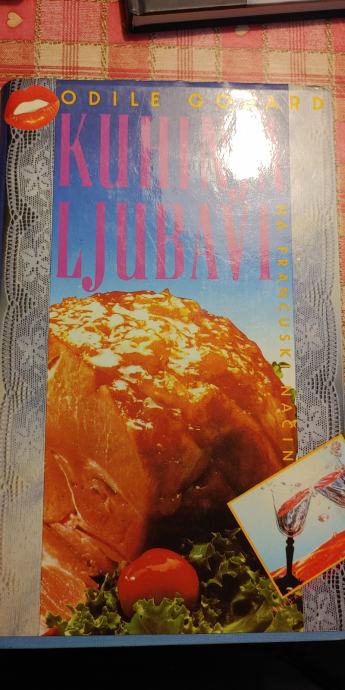 ODILE GODARD
KUHINJA
LJUBAVI
NA FRANCUSKI NAČIN